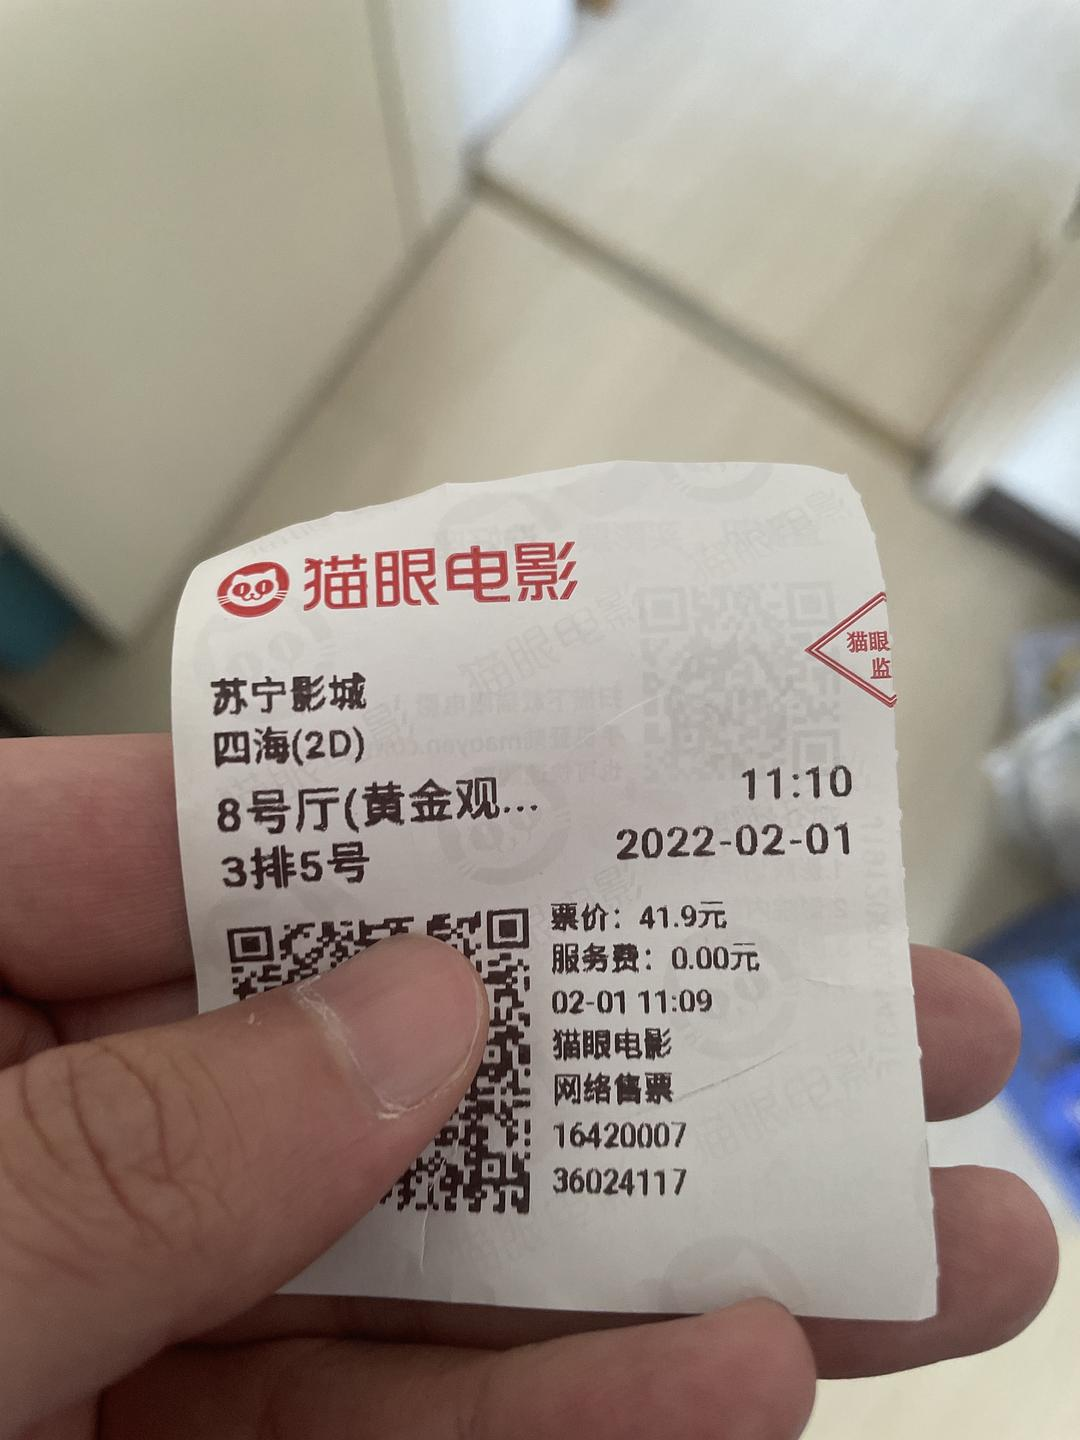 猫眼电影
猫眼
监
苏宁影城
四海(2D)
8号厅(黄金观...
11:10
3排5号
2022-02-01
票价：41.9元
服务费：0.00元
02-01 11:09
猫眼电影
网络售票
16420007
36024117